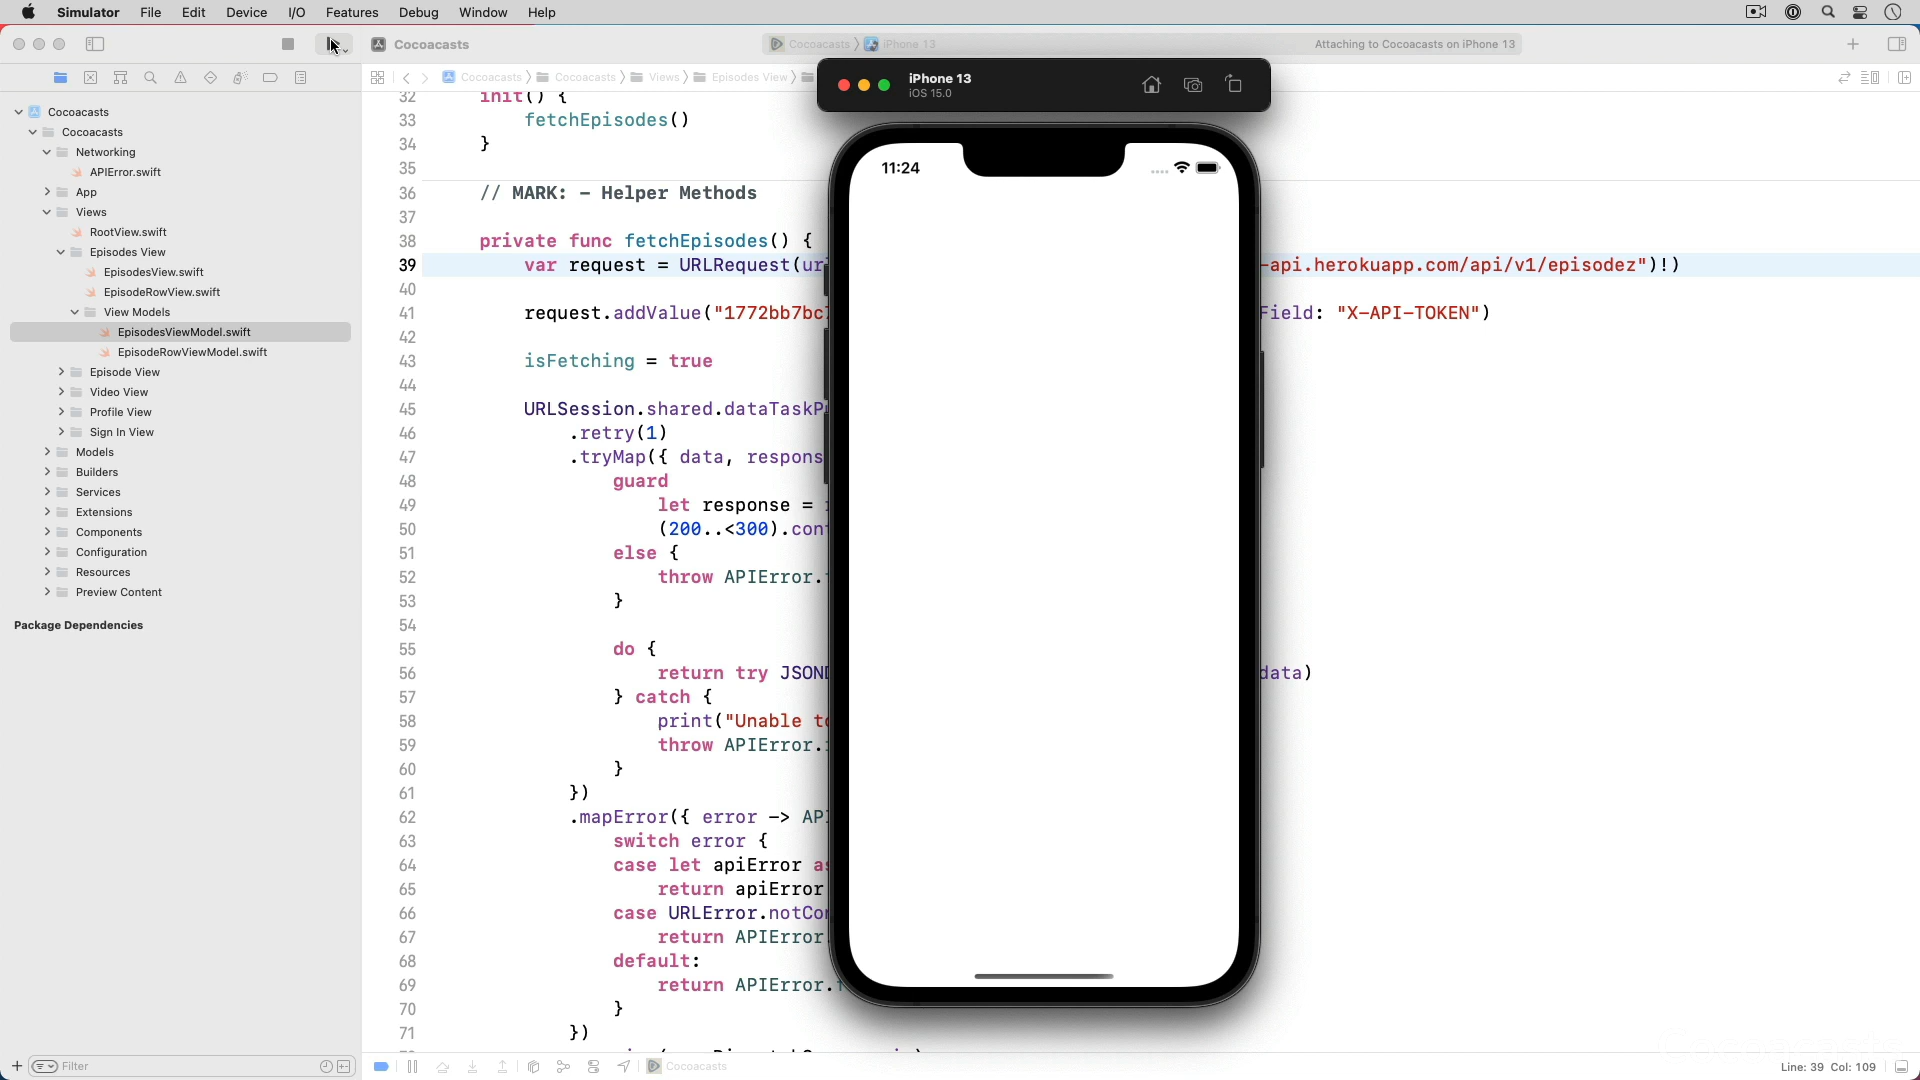 Simulator File Edit Device I/O Features Debug Window Help
Cocoacasts
Cocoacasts iPhone 13
Attaching to Cocoacasts on iPhone 13
Cocoacasts Cocoacasts Views Episodes View
iPhone 13
iOS 15.0
11:24
Cocoacasts
Cocoacasts
Networking
APIError.swift
App
Views
RootView.swift
Episodes View
EpisodesView.swift
EpisodeRowView.swift
View Models
EpisodesViewModel.swift
EpisodeRowViewModel.swift
Episode View
Video View
Profile View
Sign In View
Models
Builders
Services
Extensions
Components
Configuration
Resources
Preview Content
Package Dependencies
Filter
32 init() {
33 fetchEpisodes()
34 }
35
36 // MARK: - Helper Methods
37
38 private func fetchEpisodes() {
39 var request = URLRequest(ur -api.herokuapp.com/api/v1/episodez")!)
40
41 request.addValue("1772bb7bc Field: "X-API-TOKEN")
42
43 isFetching = true
44
45 URLSession.shared.dataTaskP
46 .retry(1)
47 .tryMap({ data, respons
48 guard
49 let response =
50 (200..<300).con
51 else {
52 throw APIError.
53 }
54
55 do {
56 return try JSOND data)
57 } catch {
58 print("Unable to
59 throw APIError.
60 }
61 })
62 .mapError({ error -> API
63 switch error {
64 case let apiError as
65 return apiError
66 case URLError.notCon
67 return APIError.
68 default:
69 return APIError.
70 }
71 })
Cocoacasts
Line: 39 Col: 109